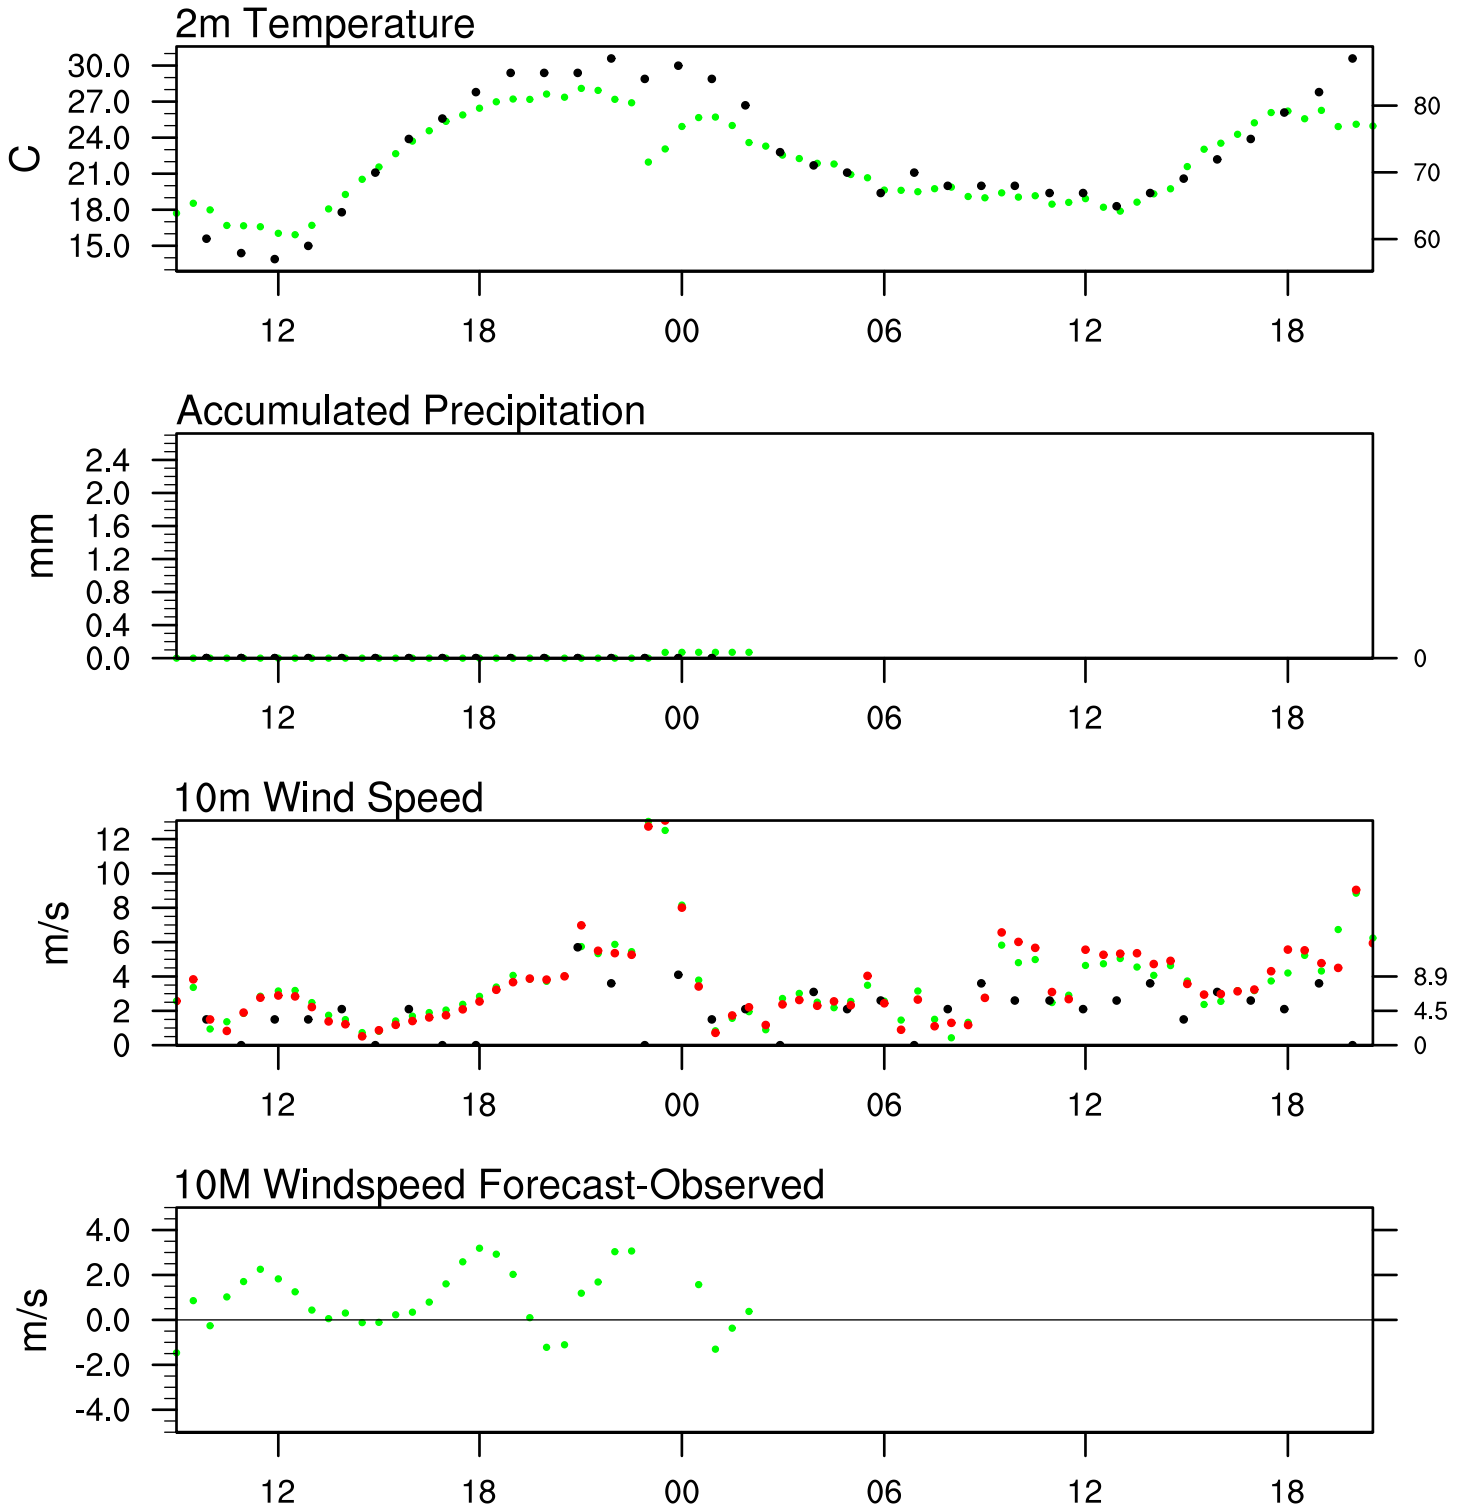 2m Temperature
30.0
27.0
24.0
21.0
18.0
15.0
C
80
70
60
12 18 00 06 12 18
Accumulated Precipitation
2.4
2.0
1.6
1.2
0.8
0.4
0.0
mm
0
12 18 00 06 12 18
10m Wind Speed
12
10
8
6
4
2
0
m/s
8.9
4.5
0
12 18 00 06 12 18
10M Windspeed Forecast-Observed
4.0
2.0
0.0
-2.0
-4.0
m/s
12 18 00 06 12 18